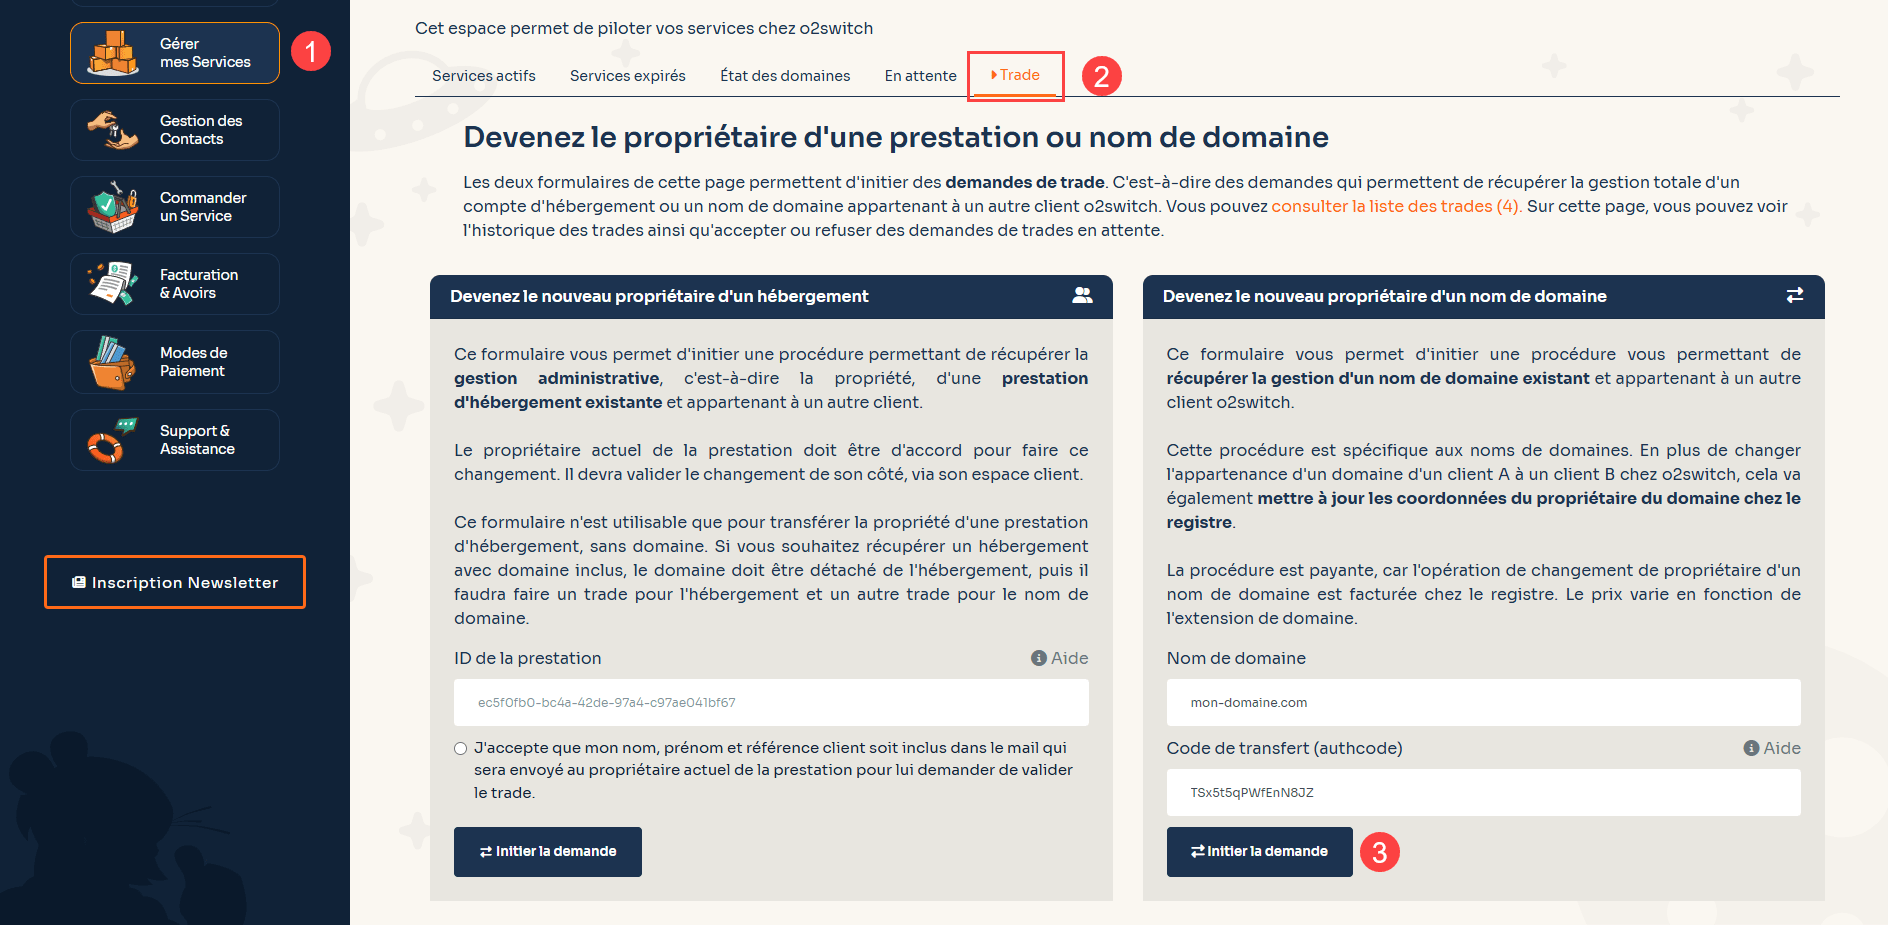 Gérer
mes Services
1
Gestion des
Contacts
Commander
un Service
Facturation
& Avoirs
Modes de
Paiement
Support &
Assistance
Inscription Newsletter
Cet espace permet de piloter vos services chez o2switch
Services actifs Services expirés État des domaines En attente Trade 2
Devenez le propriétaire d'une prestation ou nom de domaine
Les deux formulaires de cette page permettent d'initier des demandes de trade. C'est-à-dire des demandes qui permettent de récupérer la gestion totale d'un
compte d'hébergement ou un nom de domaine appartenant à un autre client o2switch. Vous pouvez consulter la liste des trades (4). Sur cette page, vous pouvez voir
l'historique des trades ainsi qu'accepter ou refuser des demandes de trades en attente.
Devenez le nouveau propriétaire d'un hébergement
Ce formulaire vous permet d'initier une procédure permettant de récupérer la
gestion administrative, c'est-à-dire la propriété, d'une prestation
d'hébergement existante et appartenant à un autre client.
Le propriétaire actuel de la prestation doit être d'accord pour faire ce
changement. Il devra valider le changement de son côté, via son espace client.
Ce formulaire n'est utilisable que pour transférer la propriété d'une prestation
d'hébergement, sans domaine. Si vous souhaitez récupérer un hébergement
avec domaine inclus, le domaine doit être détaché de l'hébergement, puis il
faudra faire un trade pour l'hébergement et un autre trade pour le nom de
domaine.
ID de la prestation Aide
ec5f0fb0-bc4a-42de-97a4-c97ae041bf67
J'accepte que mon nom, prénom et référence client soit inclus dans le mail qui
sera envoyé au propriétaire actuel de la prestation pour lui demander de valider
le trade.
Initier la demande
Devenez le nouveau propriétaire d'un nom de domaine
Ce formulaire vous permet d'initier une procédure vous permettant de
récupérer la gestion d'un nom de domaine existant et appartenant à un autre
client o2switch.
Cette procédure est spécifique aux noms de domaines. En plus de changer
l'appartenance d'un domaine d'un client A à un client B chez o2switch, cela va
également mettre à jour les coordonnées du propriétaire du domaine chez le
registre.
La procédure est payante, car l'opération de changement de propriétaire d'un
nom de domaine est facturée chez le registre. Le prix varie en fonction de
l'extension de domaine.
Nom de domaine
mon-domaine.com
Code de transfert (authcode) Aide
TSx5t5qPWfEnN8JZ
Initier la demande 3